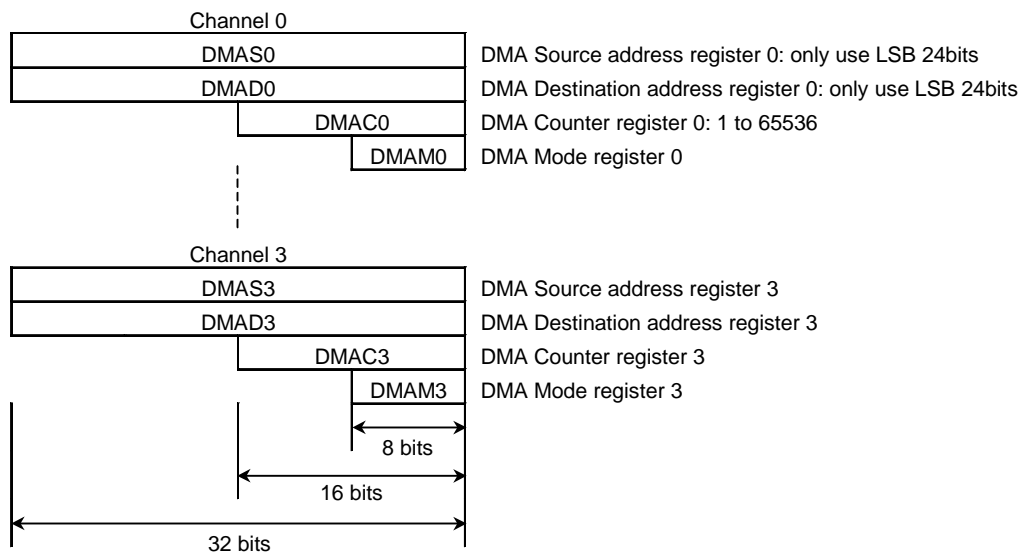 Channel 0
DMAS0 DMA Source address register 0: only use LSB 24bits
DMAD0 DMA Destination address register 0: only use LSB 24bits
DMAC0 DMA Counter register 0: 1 to 65536
DMAM0 DMA Mode register 0
Channel 3
DMAS3 DMA Source address register 3
DMAD3 DMA Destination address register 3
DMAC3 DMA Counter register 3
DMAM3 DMA Mode register 3
8 bits
16 bits
32 bits